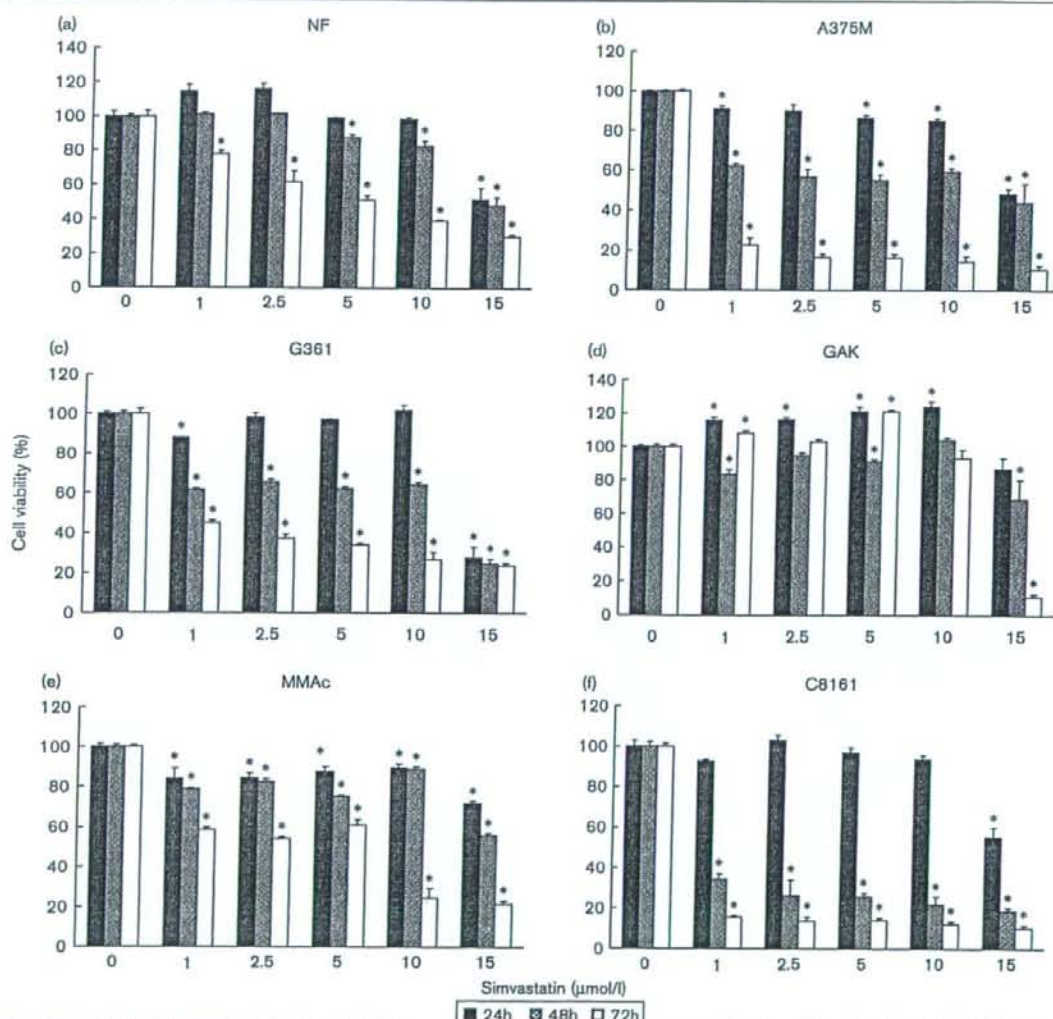 (a) NF
140
120
100
80
60
40
20
0
0 1 2.5 5 10 15
(b) A375M
120
100
80
60
40
20
0
0 1 2.5 5 10 15
(c) G361
120
100
80
60
40
20
0
0 1 2.5 5 10 15
(d) GAK
140
120
100
80
60
40
20
0
0 1 2.5 5 10 15
Cell viability (%)
(e) MMAc
120
100
80
60
40
20
0
0 1 2.5 5 10 15
(f) C8161
120
100
80
60
40
20
0
0 1 2.5 5 10 15
Simvastatin (μmol/l)
24h 48h 72h